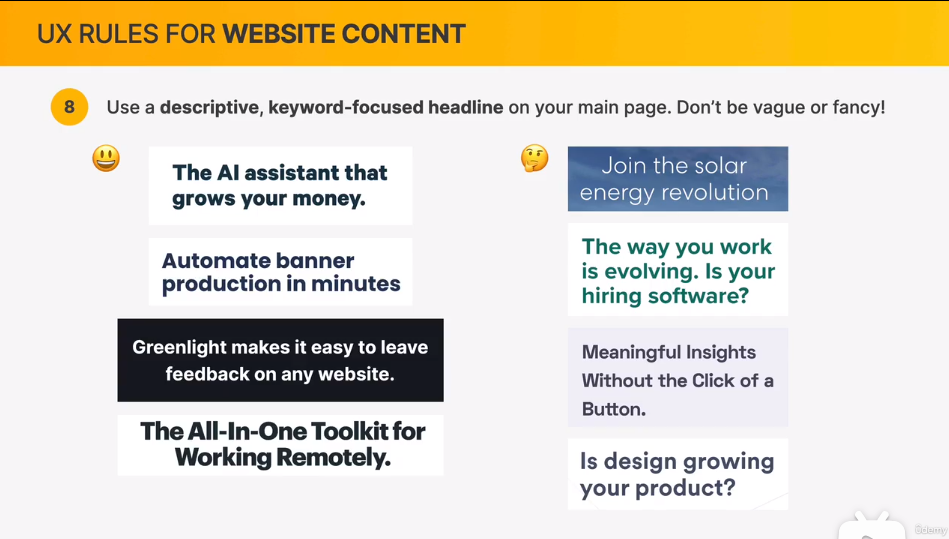 UX RULES FOR WEBSITE CONTENT
8 Use a descriptive, keyword-focused headline on your main page. Don't be vague or fancy!
The AI assistant that
grows your money.
Automate banner
production in minutes
Greenlight makes it easy to leave
feedback on any website.
The All-In-One Toolkit for
Working Remotely.
Join the solar
energy revolution
The way you work
is evolving. Is your
hiring software?
Meaningful Insights
Without the Click of a
Button.
Is design growing
your product?
Udemy